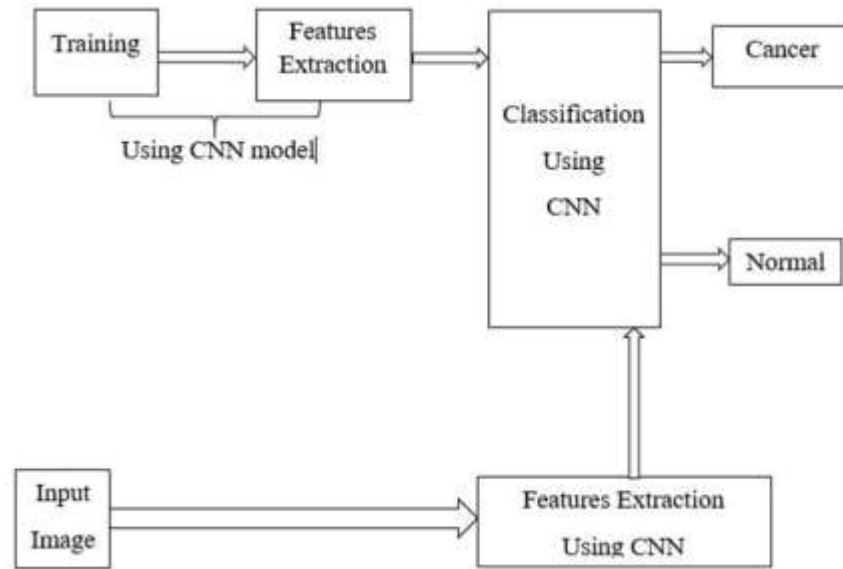 Training
Features
Extraction
Using CNN model
Classification
Using
CNN
Cancer
Normal
Input
Image
Features Extraction
Using CNN